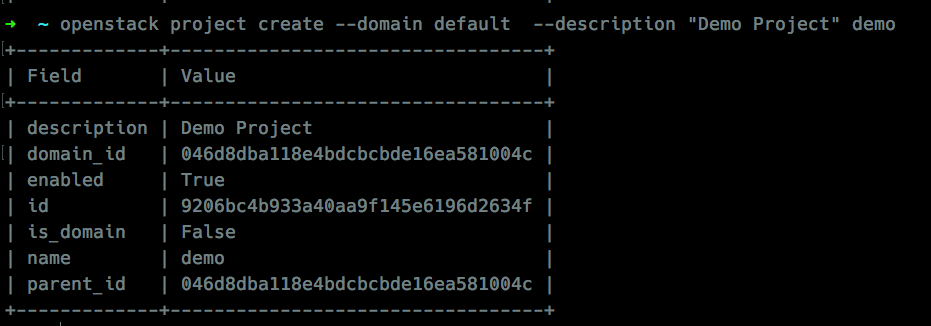 ➜  ~ openstack project create --domain default  --description "Demo Project" demo
+-------------+----------------------------------+
| Field       | Value                            |
+-------------+----------------------------------+
| description | Demo Project                     |
| domain_id   | 046d8dba118e4bdcbcbde16ea581004c |
| enabled     | True                             |
| id          | 9206bc4b933a40aa9f145e6196d2634f |
| is_domain   | False                            |
| name        | demo                             |
| parent_id   | 046d8dba118e4bdcbcbde16ea581004c |
+-------------+----------------------------------+